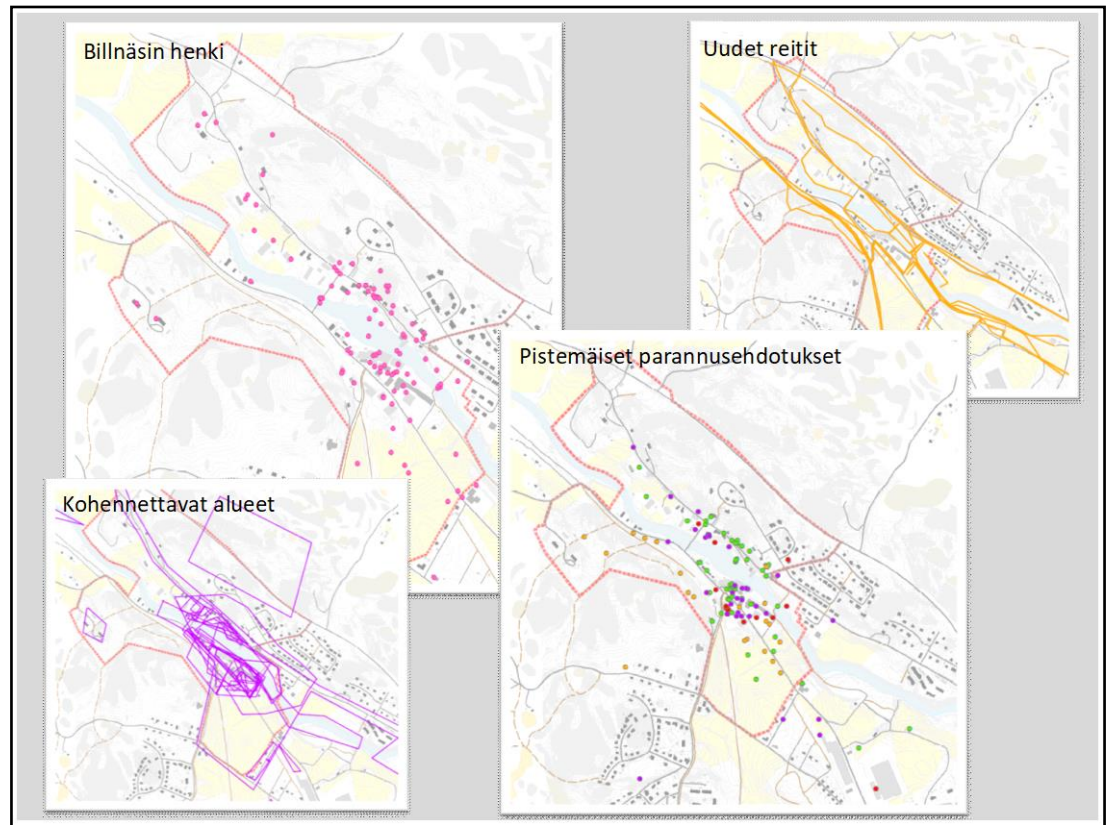 Billnäsin henki
Uudet reitit
Pistemäiset parannusehdotukset
Kohennettavat alueet